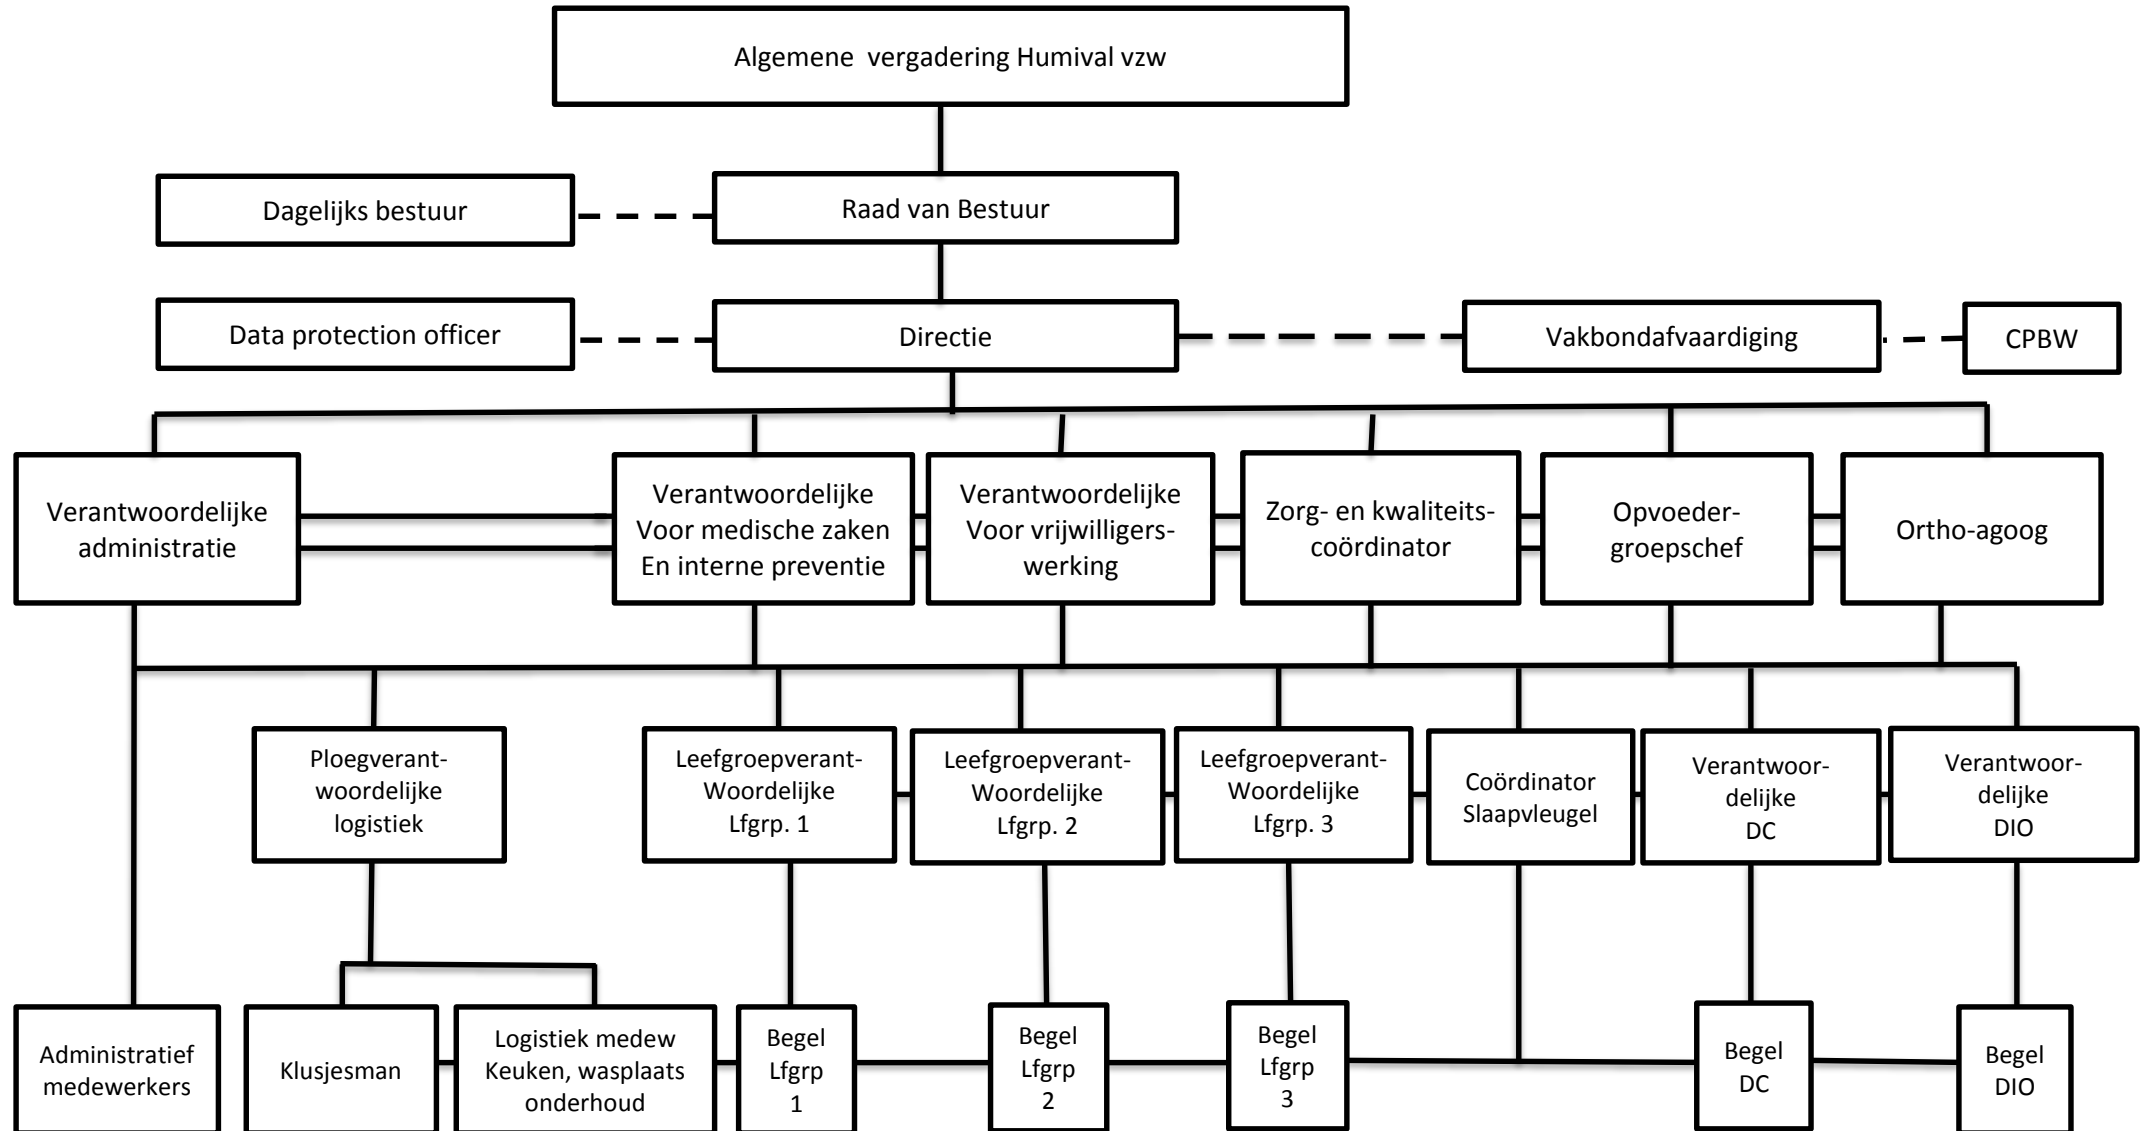 Algemene vergadering Humival vzw
Dagelijks bestuur
Raad van Bestuur
Data protection officer
Directie
Vakbondafvaardiging
CPBW
Verantwoordelijke
administratie
Verantwoordelijke
Voor medische zaken
En interne preventie
Verantwoordelijke
Voor vrijwilligers-
werking
Zorg- en kwaliteits-
coördinator
Opvoeder-
groepschef
Ortho-agoog
Ploegverant-
woordelijke
logistiek
Leefgroepverant-
Woordelijke
Lfgrp. 1
Leefgroepverant-
Woordelijke
Lfgrp. 2
Leefgroepverant-
Woordelijke
Lfgrp. 3
Coördinator
Slaapvleugel
Verantwoor-
delijke
DC
Verantwoor-
delijke
DIO
Administratief
medewerkers
Klusjesman
Logistiek medew
Keuken, wasplaats
onderhoud
Begel
Lfgrp
1
Begel
Lfgrp
2
Begel
Lfgrp
3
Begel
DC
Begel
DIO